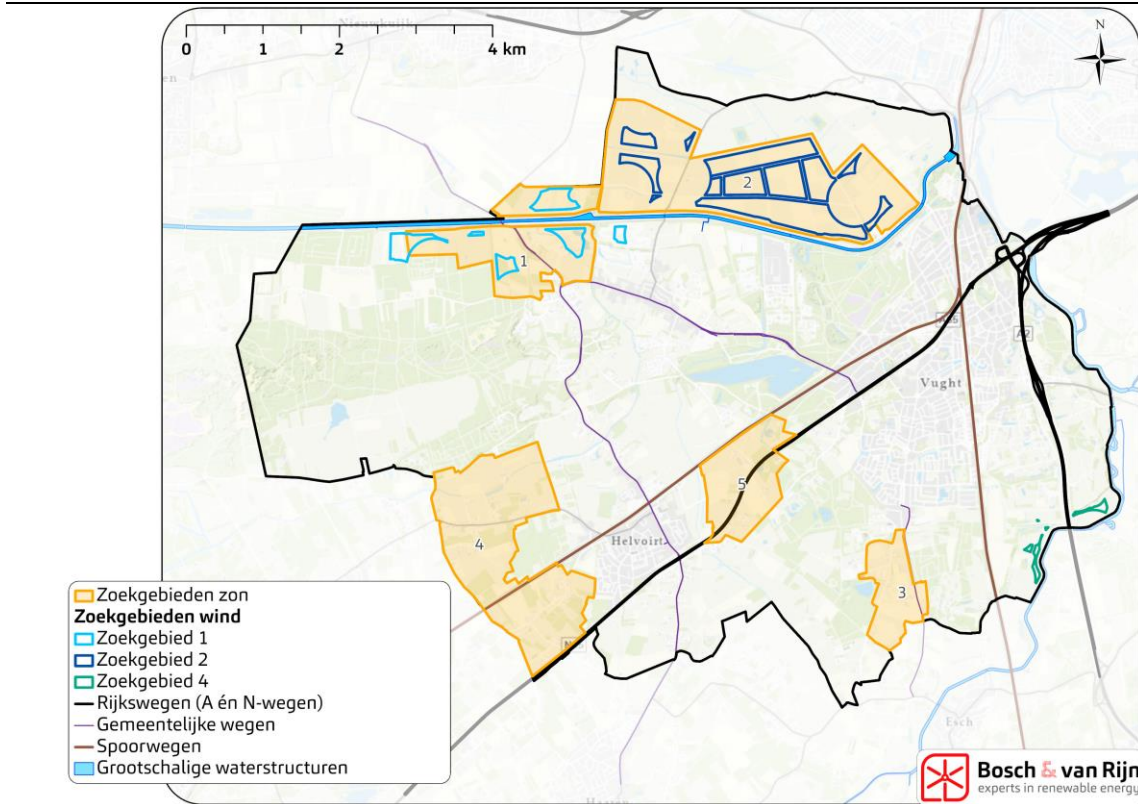 Nieuwkuijk
0 1 2 4 km
N
2
1
A2
Vught
5
4
Helvoirt
3
Esch
Zoekgebieden zon
Zoekgebieden wind
Zoekgebied 1
Zoekgebied 2
Zoekgebied 4
Rijkswegen (A én N-wegen)
Gemeentelijke wegen
Spoorwegen
Grootschalige waterstructuren
Bosch & van Rijn
experts in renewable energy